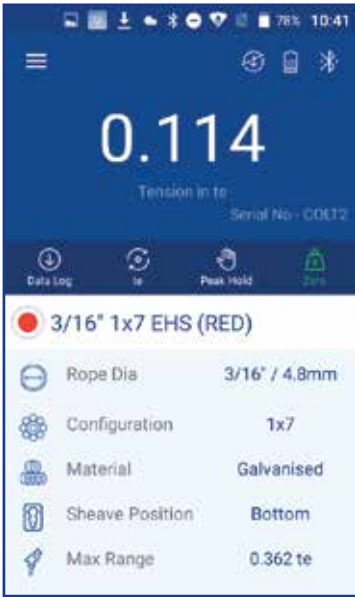 78% 10:41
0.114
Tension in te
Serial No - COLT2
Data Log te Peak Hold Zero
3/16" 1x7 EHS (RED)
Rope Dia 3/16" / 4.8mm
Configuration 1x7
Material Galvanised
Sheave Position Bottom
Max Range 0.362 te